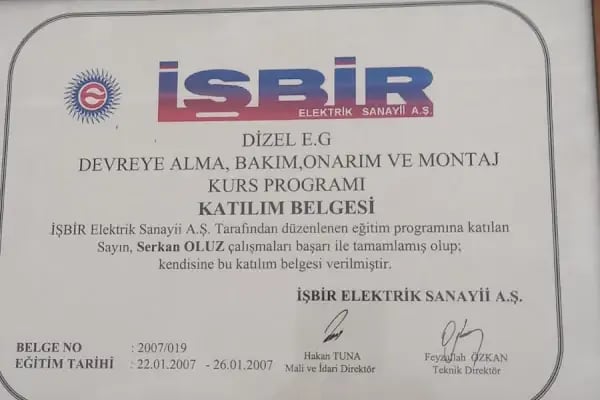 İŞBİR
ELEKTRİK SANAYİİ A.Ş.
DİZEL E.G
DEVREYE ALMA, BAKIM,ONARIM VE MONTAJ
KURS PROGRAMI
KATILIM BELGESİ
İŞBİR Elektrik Sanayii A.Ş. Tarafından düzenlenen eğitim programına katılan
Sayın, Serkan OLUZ çalışmaları başarı ile tamamlamış olup;
kendisine bu katılım belgesi verilmiştir.
İŞBİR ELEKTRİK SANAYİİ A.Ş.
BELGE NO : 2007/019
EĞİTİM TARİHİ : 22.01.2007 - 26.01.2007
Hakan TUNA
Mali ve İdari Direktör
Feyzullah ÖZKAN
Teknik Direktör